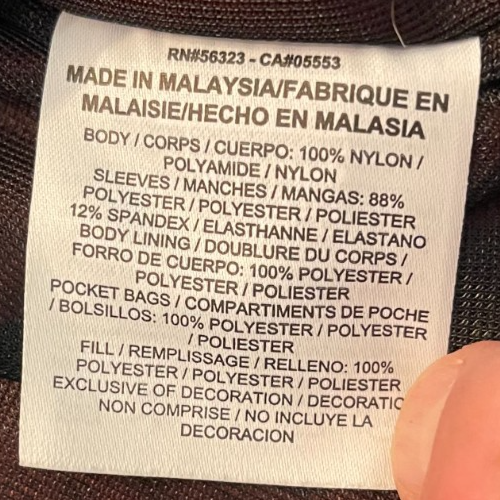 RN#56323 - CA#05553
MADE IN MALAYSIA/FABRIQUE EN
MALAISIE/HECHO EN MALASIA
BODY / CORPS / CUERPO: 100% NYLON /
POLYAMIDE / NYLON
SLEEVES / MANCHES / MANGAS: 88%
POLYESTER / POLYESTER / POLIESTER
12% SPANDEX / ELASTHANNE / ELASTANO
BODY LINING / DOUBLURE DU CORPS /
FORRO DE CUERPO: 100% POLYESTER /
POLYESTER / POLIESTER
POCKET BAGS / COMPARTIMENTS DE POCHE
/ BOLSILLOS: 100% POLYESTER / POLYESTER
/ POLIESTER
FILL / REMPLISSAGE / RELLENO: 100%
POLYESTER / POLYESTER / POLIESTER
EXCLUSIVE OF DECORATION / DECORATIO
NON COMPRISE / NO INCLUYE LA
DECORACION